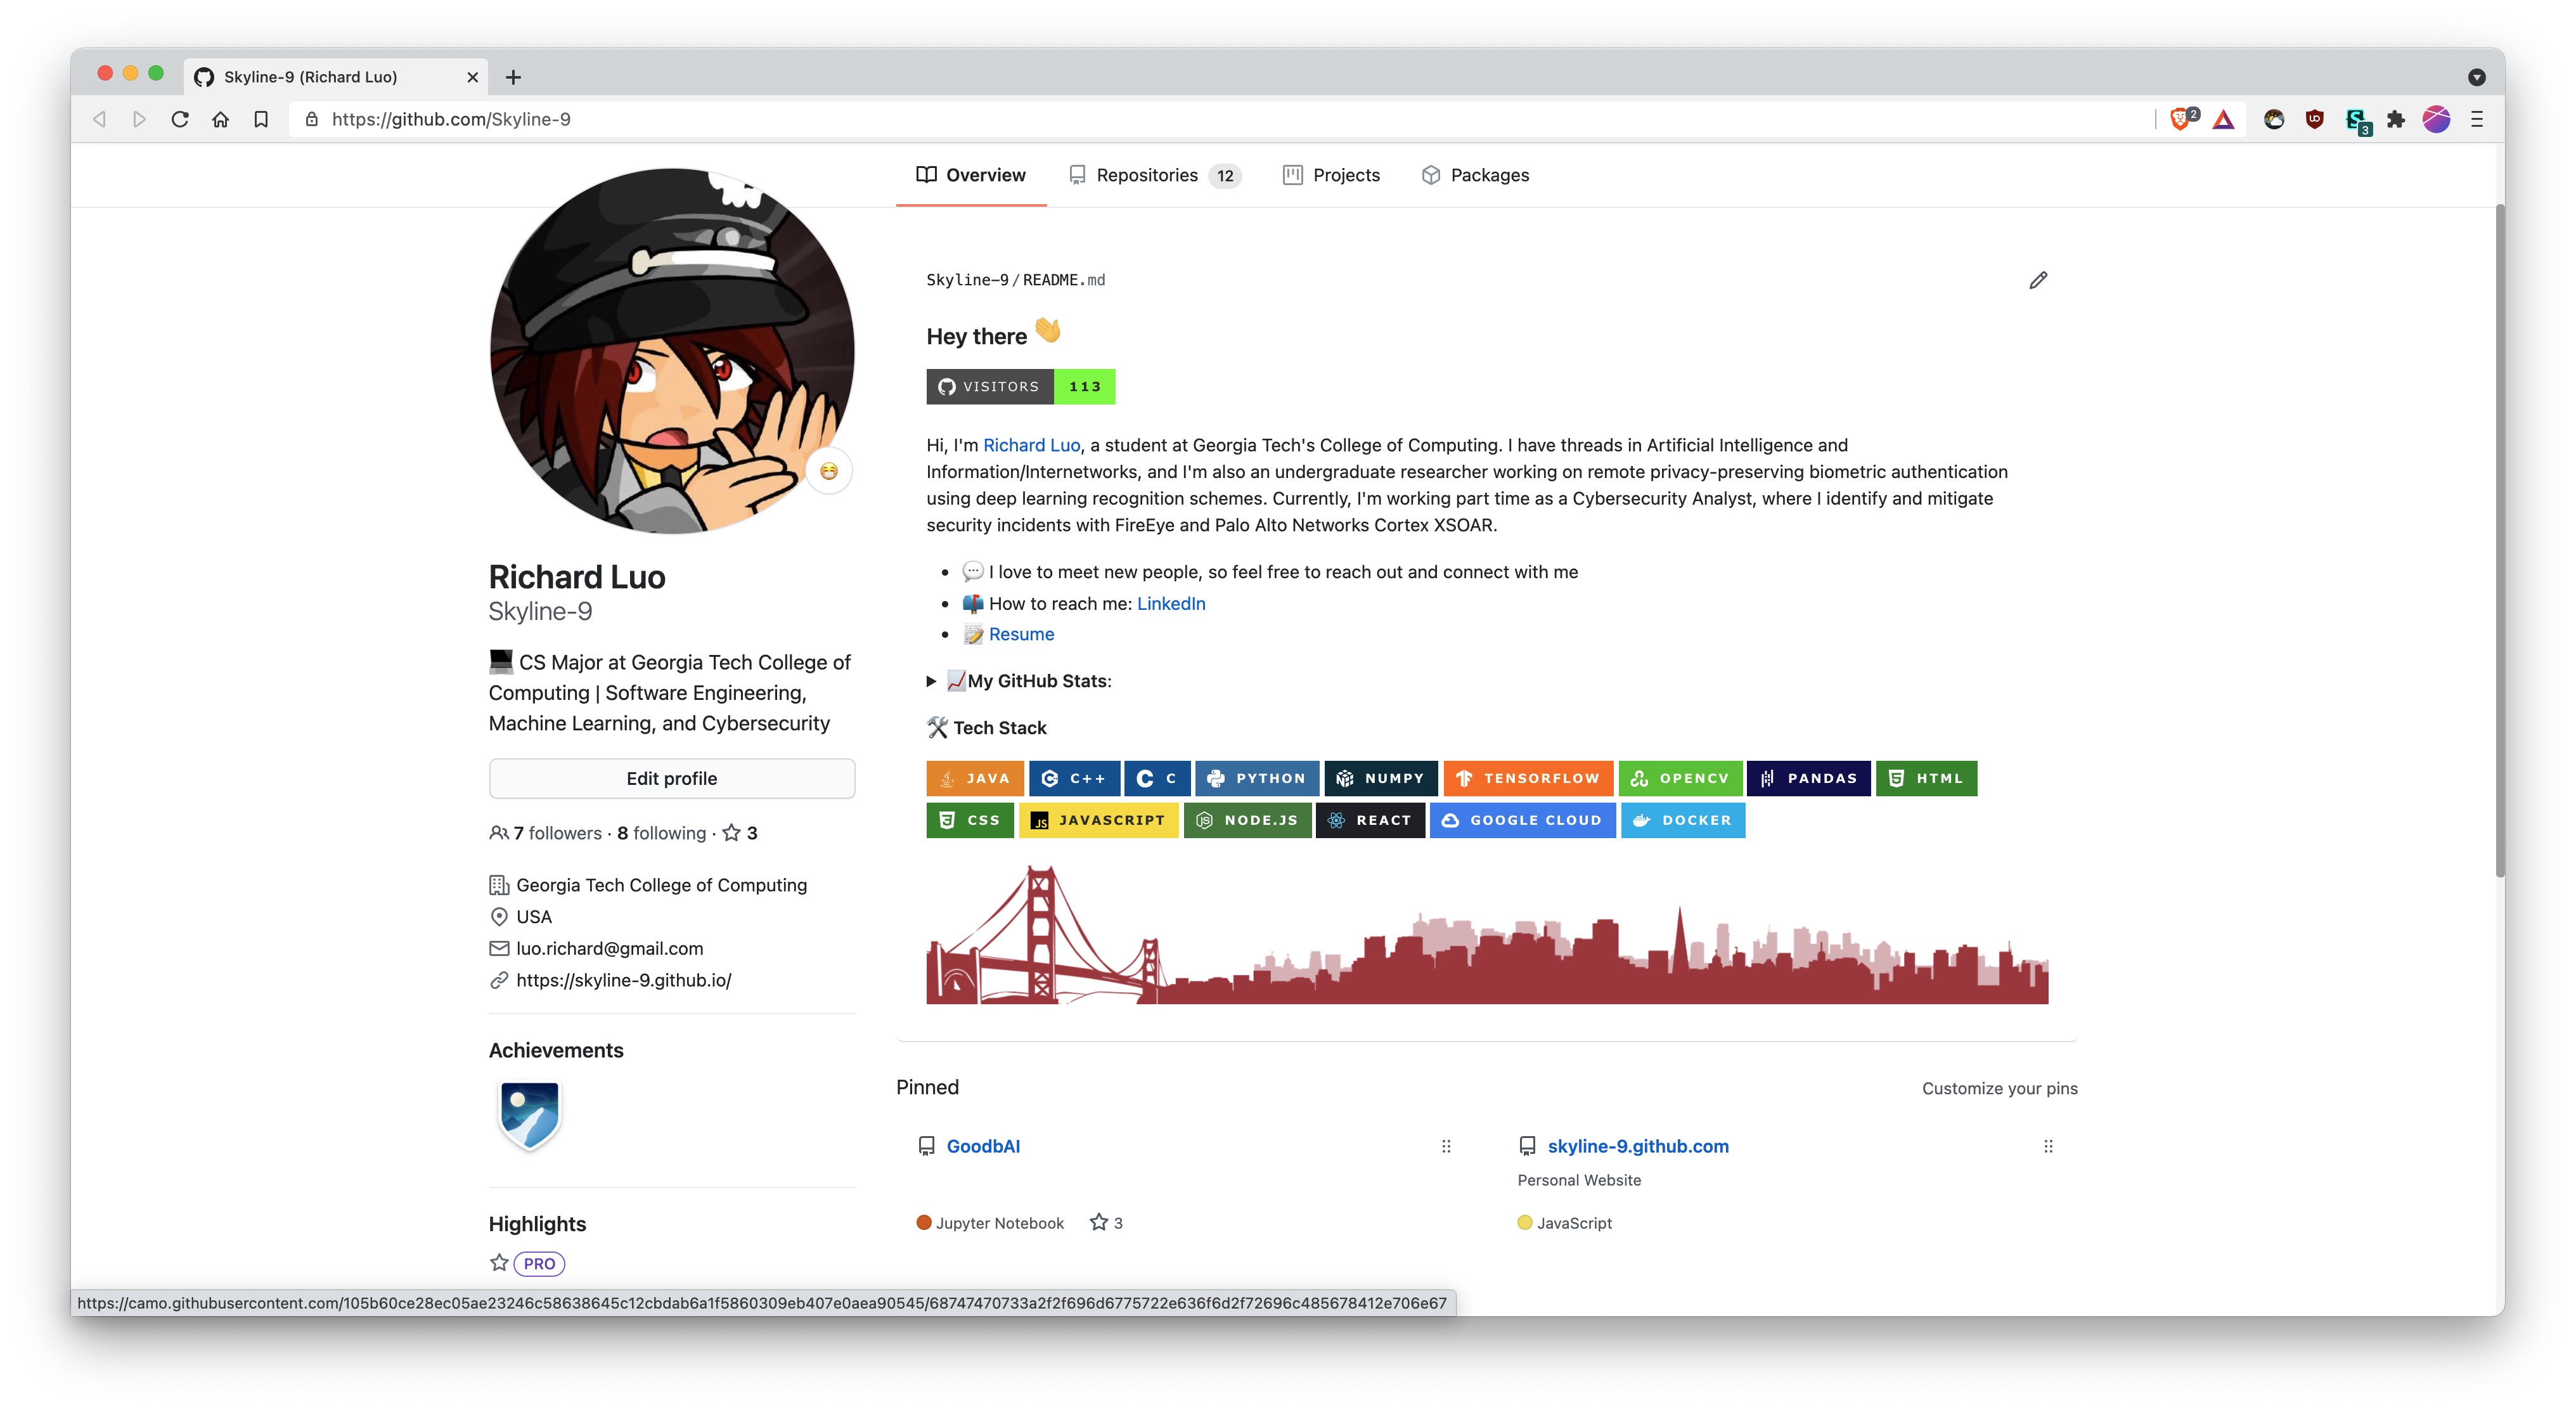 Skyline-9 (Richard Luo)
https://github.com/Skyline-9
2
3
Overview
Repositories 12
Projects
Packages
Skyline-9/README.md
Hey there 👋
VISITORS 113
Hi, I'm Richard Luo, a student at Georgia Tech's College of Computing. I have threads in Artificial Intelligence and
Information/Internetworks, and I'm also an undergraduate researcher working on remote privacy-preserving biometric authentication
using deep learning recognition schemes. Currently, I'm working part time as a Cybersecurity Analyst, where I identify and mitigate
security incidents with FireEye and Palo Alto Networks Cortex XSOAR.
• 💬 I love to meet new people, so feel free to reach out and connect with me
• 📫 How to reach me: LinkedIn
• 📝 Resume
📈My GitHub Stats:
🛠 Tech Stack
JAVA C++ C PYTHON NUMPY TENSORFLOW OPENCV PANDAS HTML
CSS JS JAVASCRIPT NODE.JS REACT GOOGLE CLOUD DOCKER
Richard Luo
Skyline-9
💻 CS Major at Georgia Tech College of
Computing | Software Engineering,
Machine Learning, and Cybersecurity
Edit profile
7 followers · 8 following · 3
Georgia Tech College of Computing
USA
luo.richard@gmail.com
https://skyline-9.github.io/
Achievements
Highlights
PRO
Pinned
Customize your pins
GoodbAI
Jupyter Notebook 3
skyline-9.github.com
Personal Website
JavaScript
https://camo.githubusercontent.com/105b60ce28ec05ae23246c58638645c12cbdab6a1f5860309eb407e0aea90545/68747470733a2f2f696d6775722e636f6d2f72696c485678412e706e67